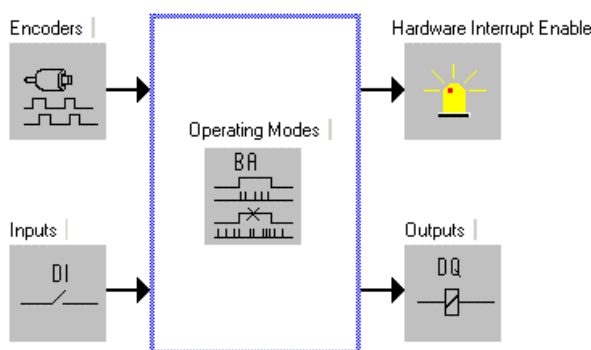 Encoders
Hardware Interrupt Enable
Operating Modes
BA
Inputs
DI
Outputs
DQ